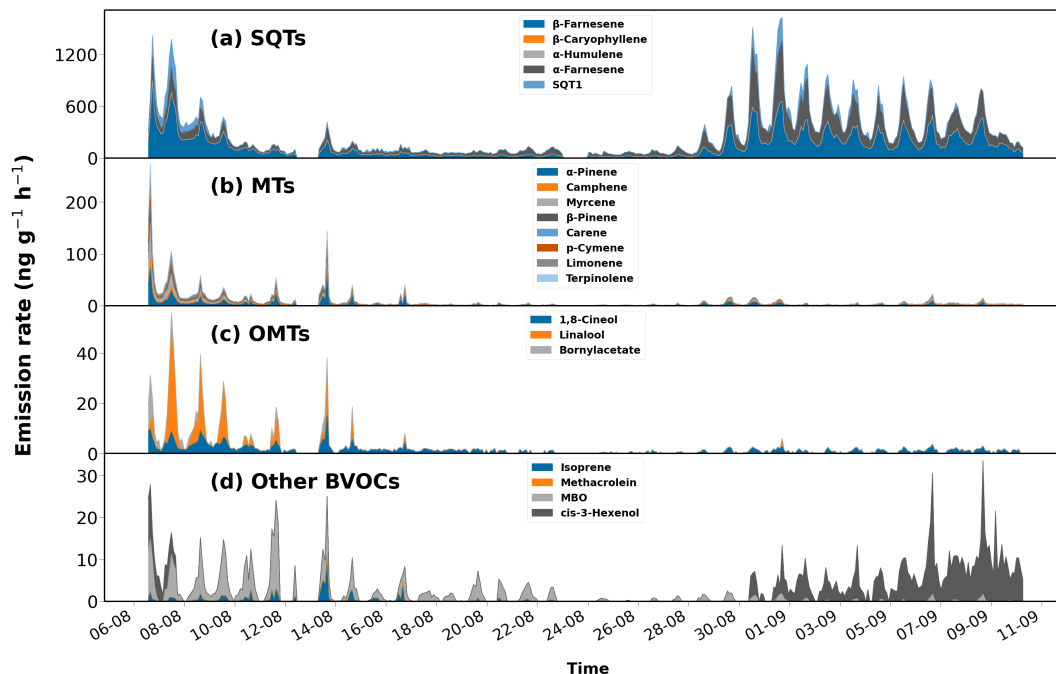 Emission rate (ng g⁻¹ h⁻¹)
(a) SQTs
β-Farnesene
β-Caryophyllene
α-Humulene
α-Farnesene
SQT1
1200
600
0
(b) MTs
α-Pinene
Camphene
Myrcene
β-Pinene
Carene
p-Cymene
Limonene
Terpinolene
200
100
0
(c) OMTs
1,8-Cineol
Linalool
Bornylacetate
40
20
0
(d) Other BVOCs
Isoprene
Methacrolein
MBO
cis-3-Hexenol
30
20
10
0
06-08 08-08 10-08 12-08 14-08 16-08 18-08 20-08 22-08 24-08 26-08 28-08 30-08 01-09 03-09 05-09 07-09 09-09 11-09
Time